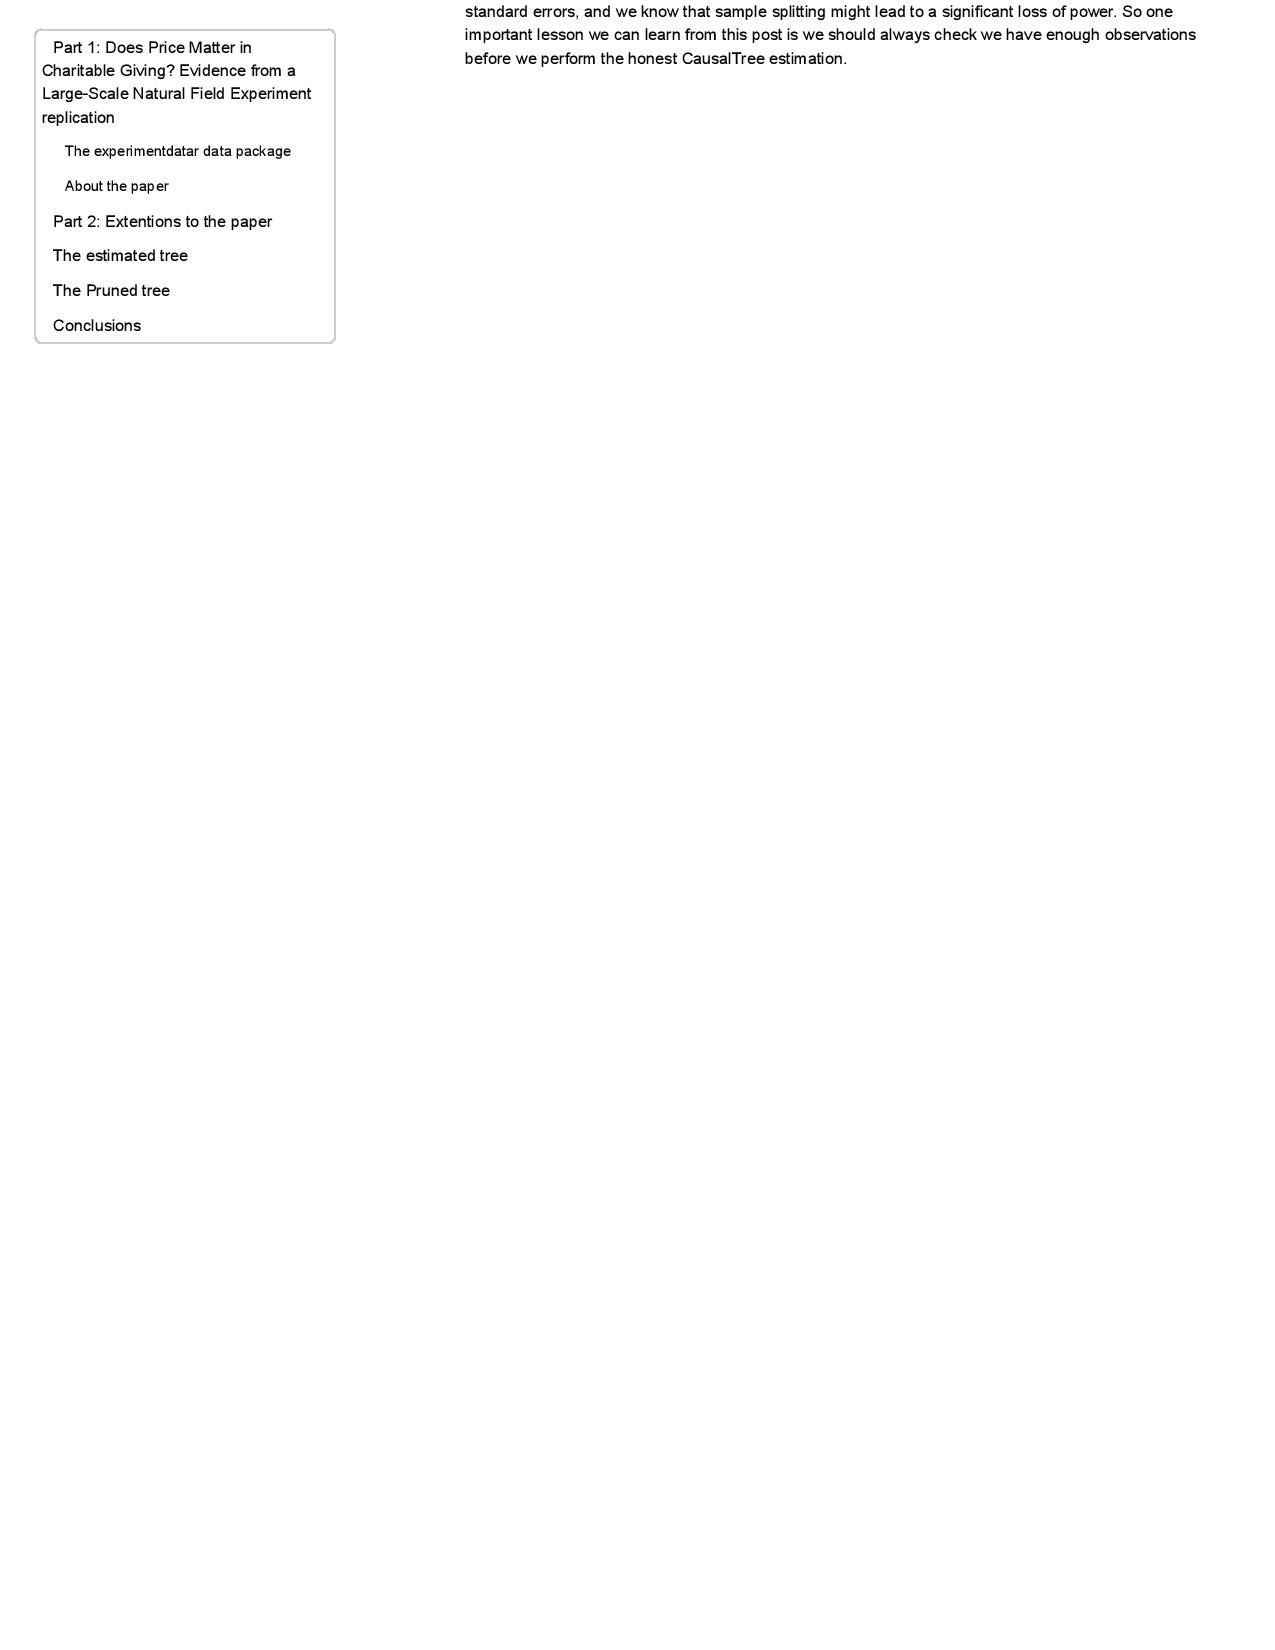 standard errors, and we know that sample splitting might lead to a significant loss of power. So one
important lesson we can learn from this post is we should always check we have enough observations
before we perform the honest CausalTree estimation.
Part 1: Does Price Matter in
Charitable Giving? Evidence from a
Large-Scale Natural Field Experiment
replication
The experimentdatar data package
About the paper
Part 2: Extentions to the paper
The estimated tree
The Pruned tree
Conclusions